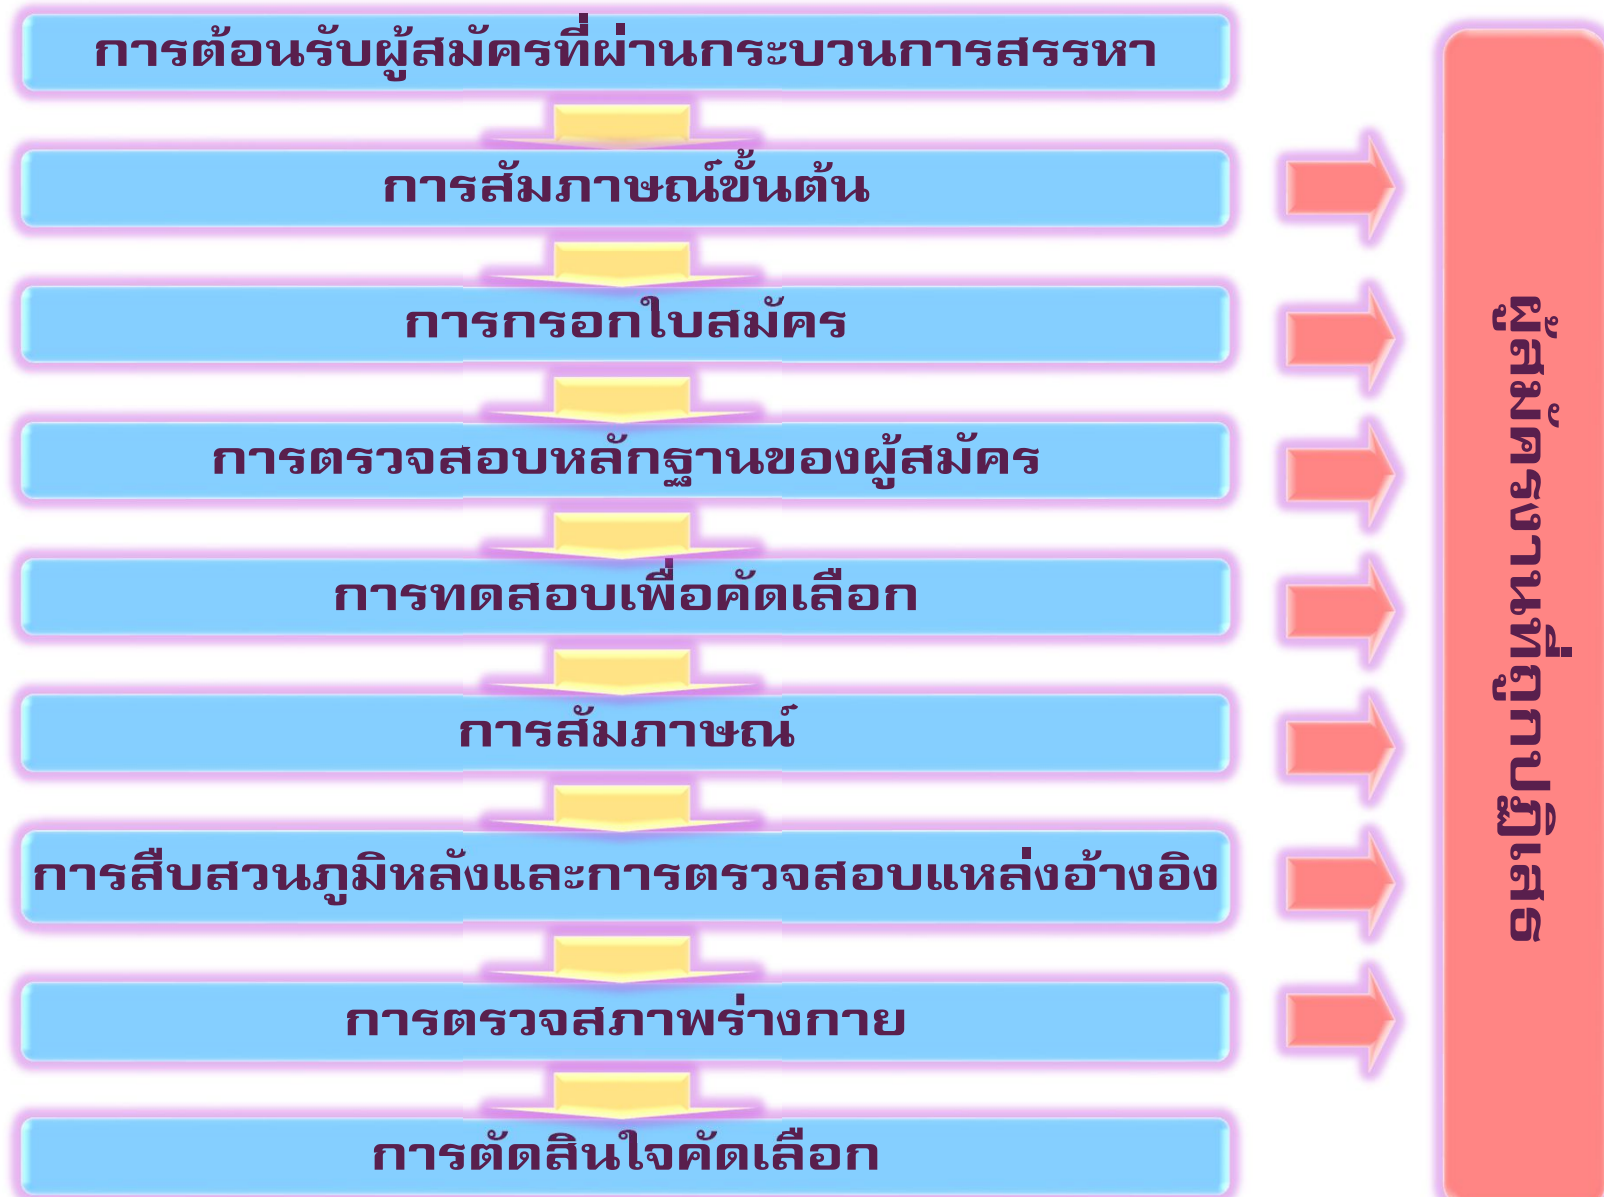 การต้อนรับผู้สมัครที่ผ่านกระบวนการสรรหา
การสัมภาษณ์ขั้นต้น
การกรอกใบสมัคร
การตรวจสอบหลักฐานของผู้สมัคร
การทดสอบเพื่อคัดเลือก
การสัมภาษณ์
การสืบสวนภูมิหลังและการตรวจสอบแหล่งอ้างอิง
การตรวจสภาพร่างกาย
การตัดสินใจคัดเลือก
ผู้สมัครงานที่ถูกปฏิเสธ